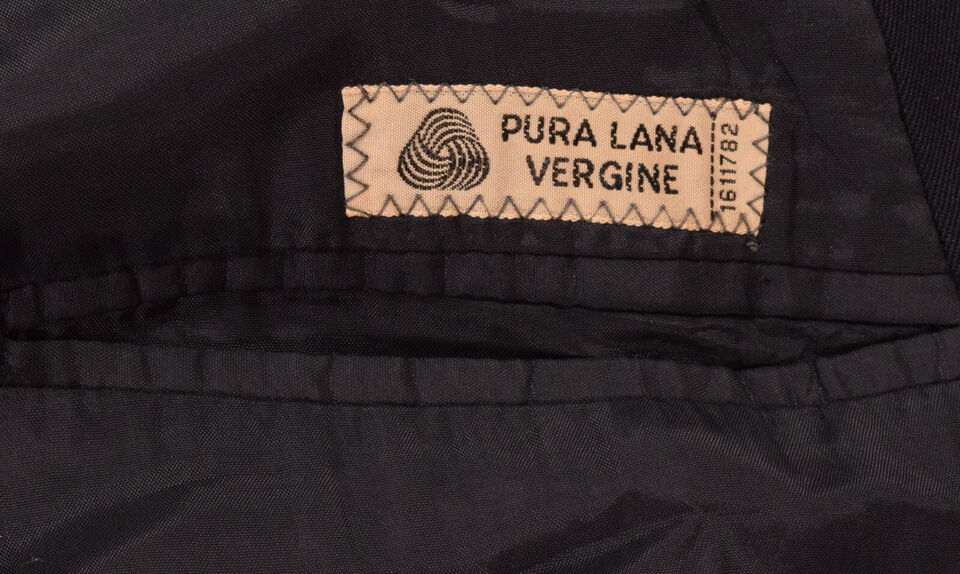 PURA LANA
VERGINE
1611782